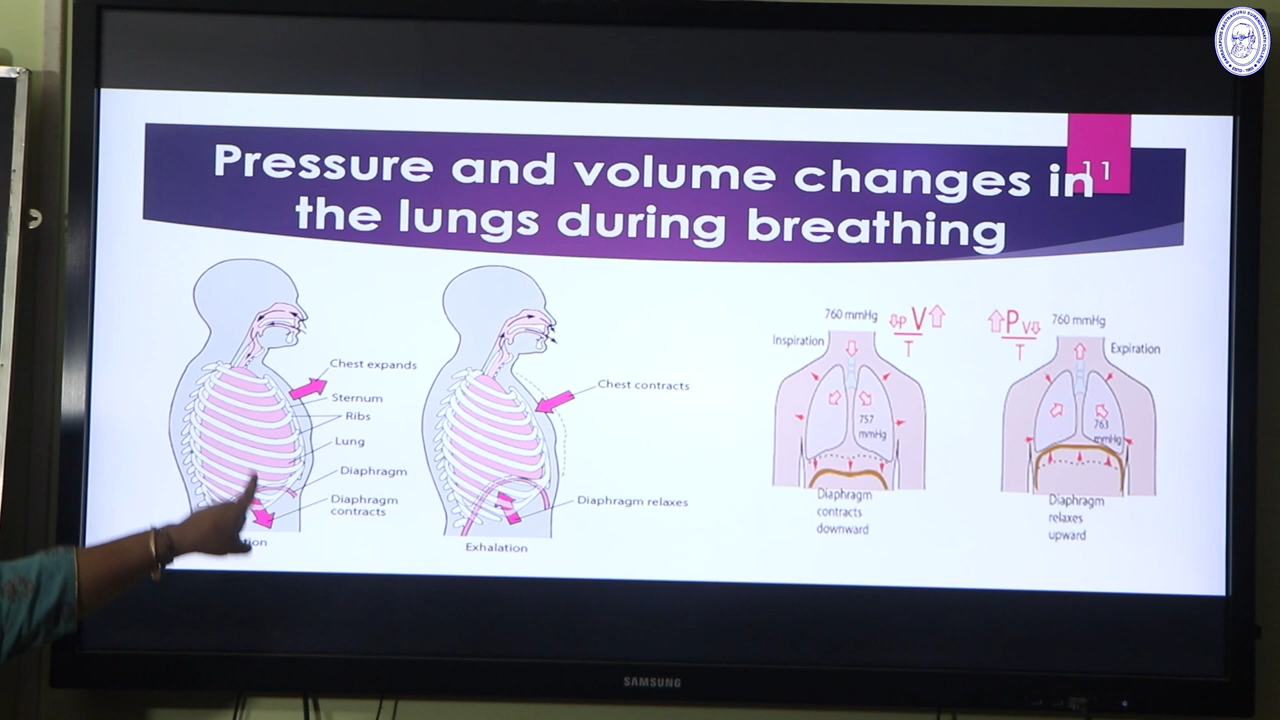 Pressure and volume changes in
the lungs during breathing
11
Chest expands
Sternum
Ribs
Lung
Diaphragm
Diaphragm
contracts
Chest contracts
Diaphragm relaxes
Exhalation
760 mmHg
P V
T
Inspiration
757
mmHg
Diaphragm
contracts
downward
P V
T
760 mmHg
Expiration
763
mmHg
Diaphragm
relaxes
upward
SAMSUNG